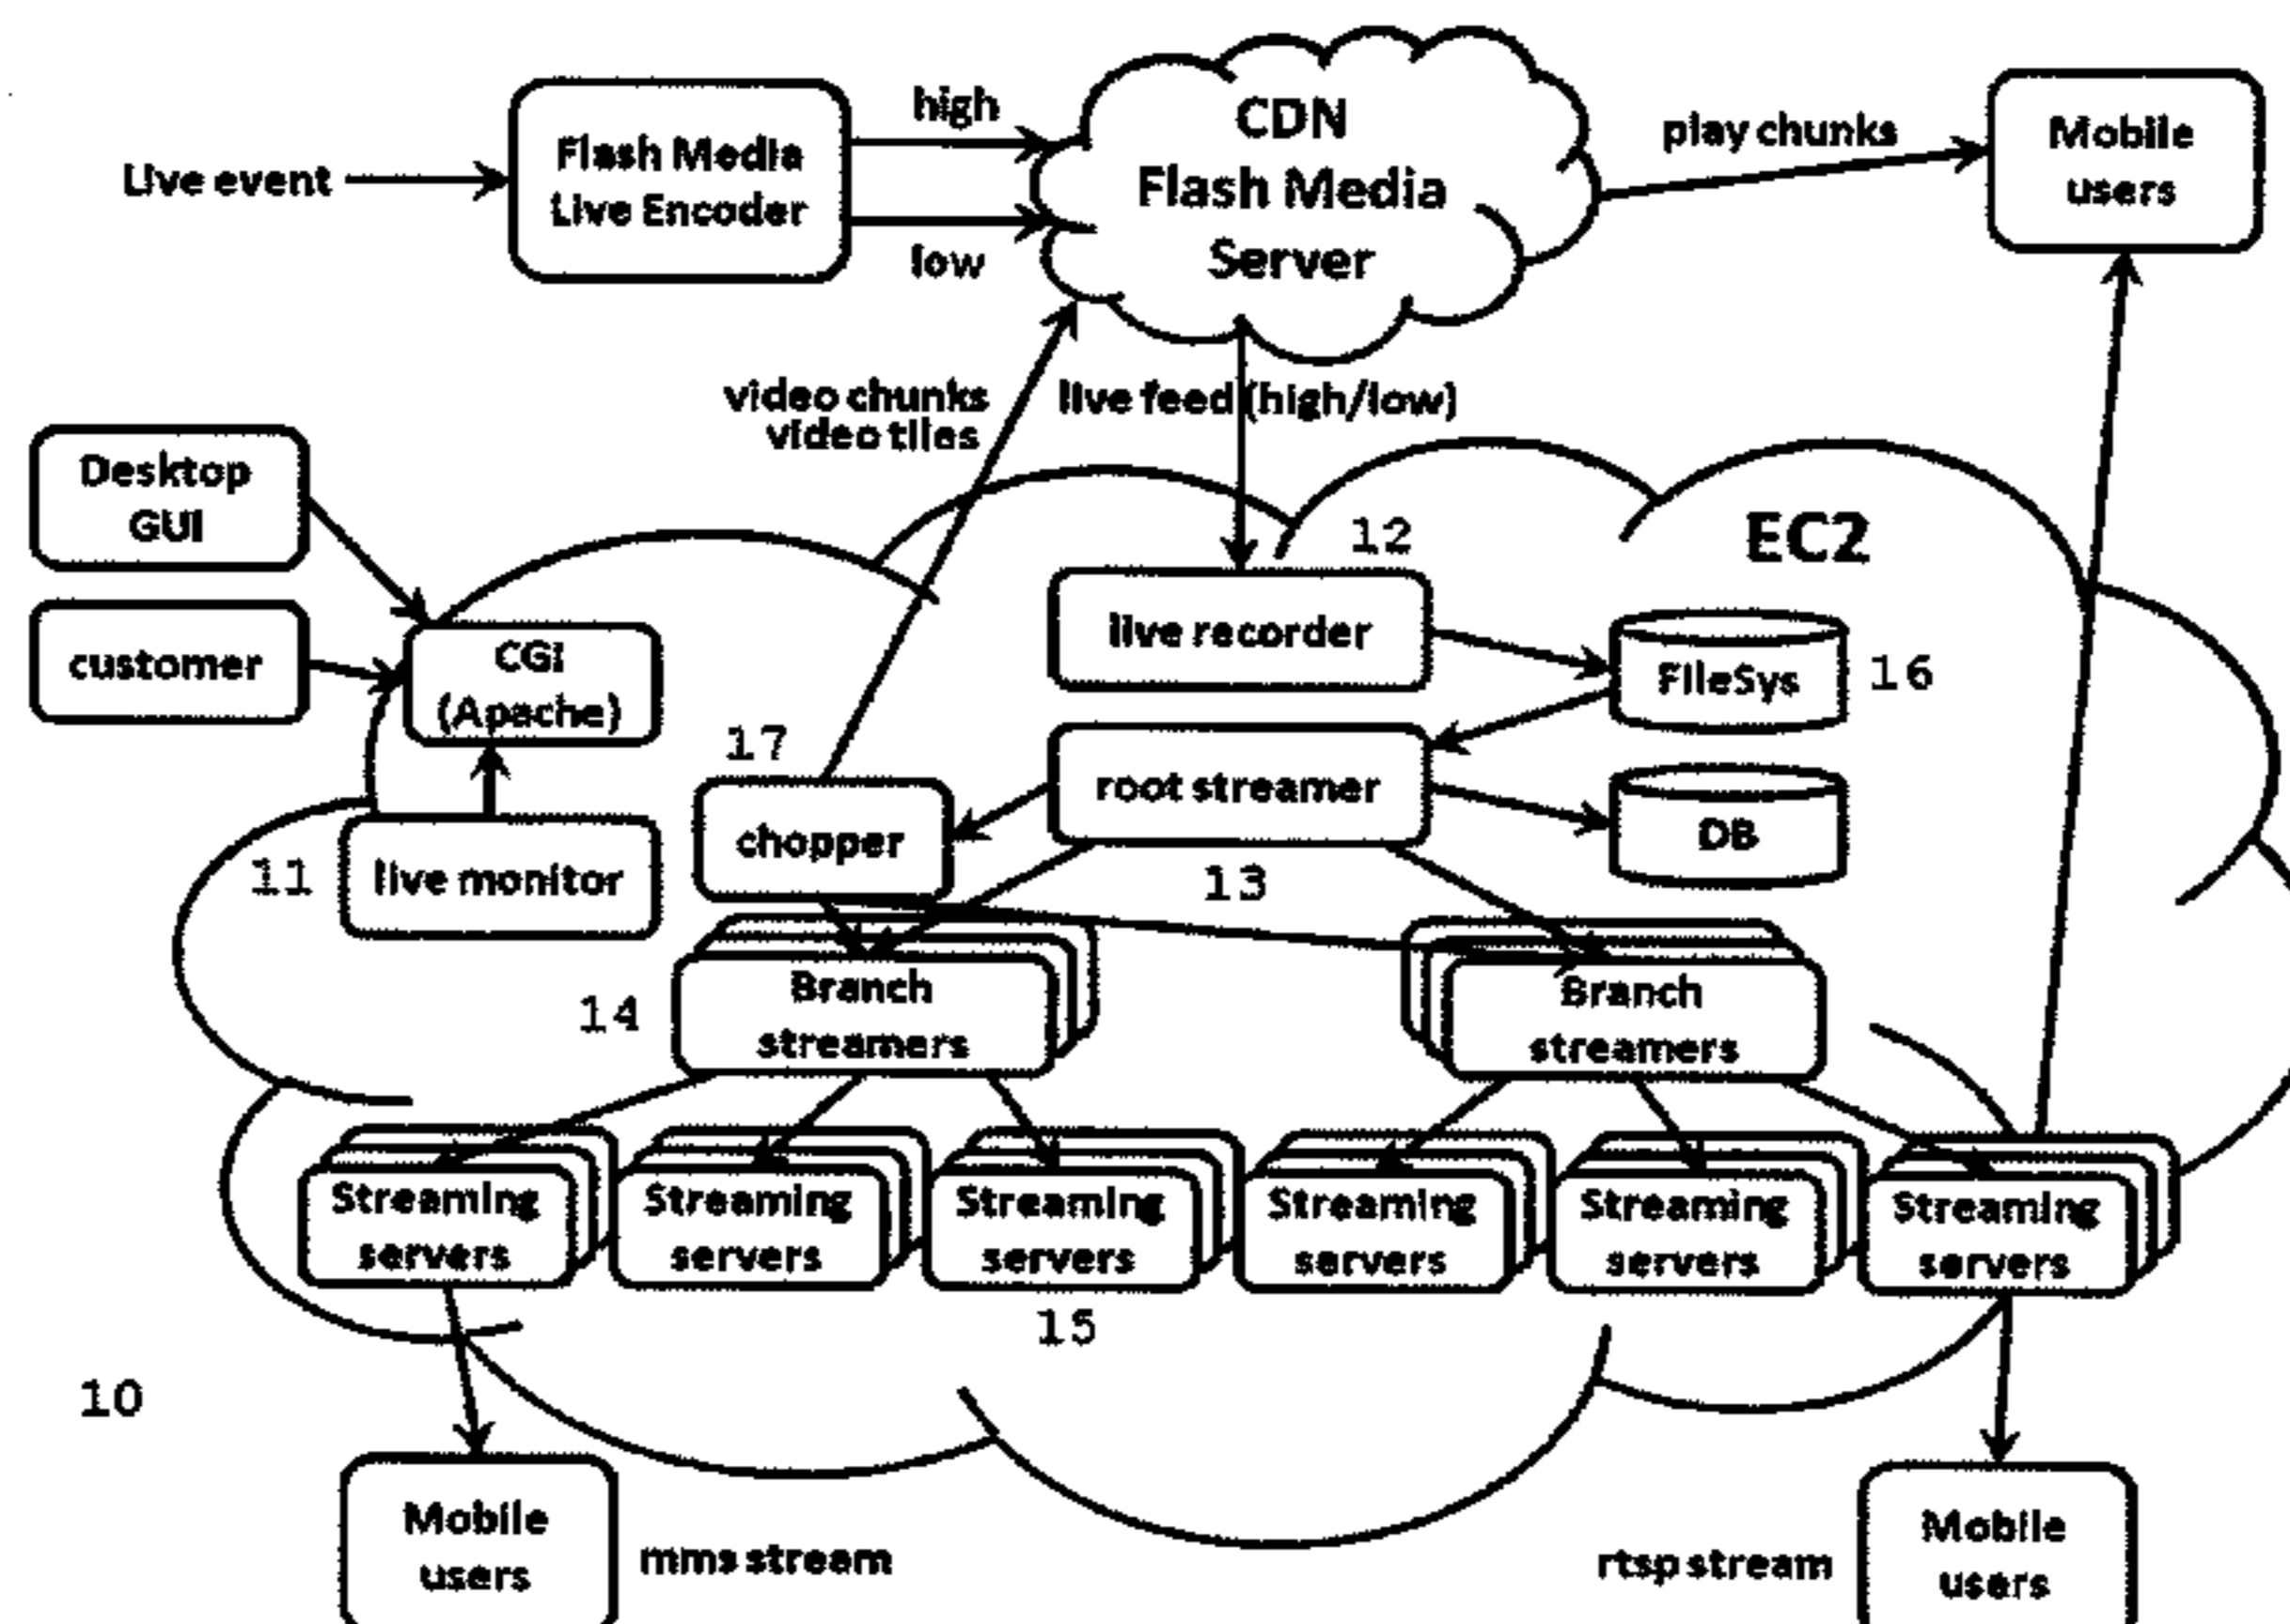 high
CDN
Flash Media
Server
play chunks
Mobile
users
Live event
Flash Media
Live Encoder
low
video chunks
video tiles
live feed (high/low)
Desktop
GUI
customer
CGI
(Apache)
12
EC2
live recorder
FileSys
16
17
root streamer
chopper
DB
11
live monitor
13
14
Branch
streamers
Branch
streamers
Streaming
servers
Streaming
servers
Streaming
servers
Streaming
servers
Streaming
servers
Streaming
servers
15
10
Mobile
users
mms stream
rtsp stream
Mobile
users